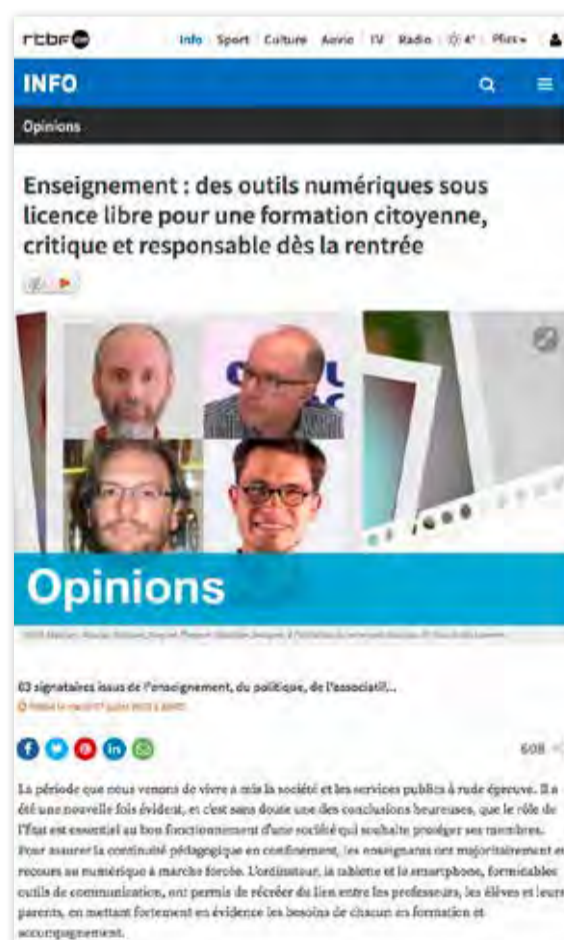 rtbf.be Info Sport Culture Auvio TV Radio 4° Plus
INFO
Opinions
Enseignement : des outils numériques sous
licence libre pour une formation citoyenne,
critique et responsable dès la rentrée
Opinions
63 signataires issus de l'enseignement, du politique, de l'associatif...
608
La période que nous venons de vivre a mis la société et les services publics à rude épreuve. Il a
été une nouvelle fois évident, et c'est sans doute une des conclusions heureuses, que le rôle de
l'État est essentiel au bon fonctionnement d'une société qui souhaite protéger ses membres.
Pour assurer la continuité pédagogique en confinement, les enseignants ont majoritairement eu
recours au numérique à marche forcée. L'ordinateur, la tablette et le smartphone, formidables
outils de communication, ont permis de récréer du lien entre les professeurs, les élèves et leurs
parents, en mettant fortement en évidence les besoins de chacun en formation et
accompagnement.